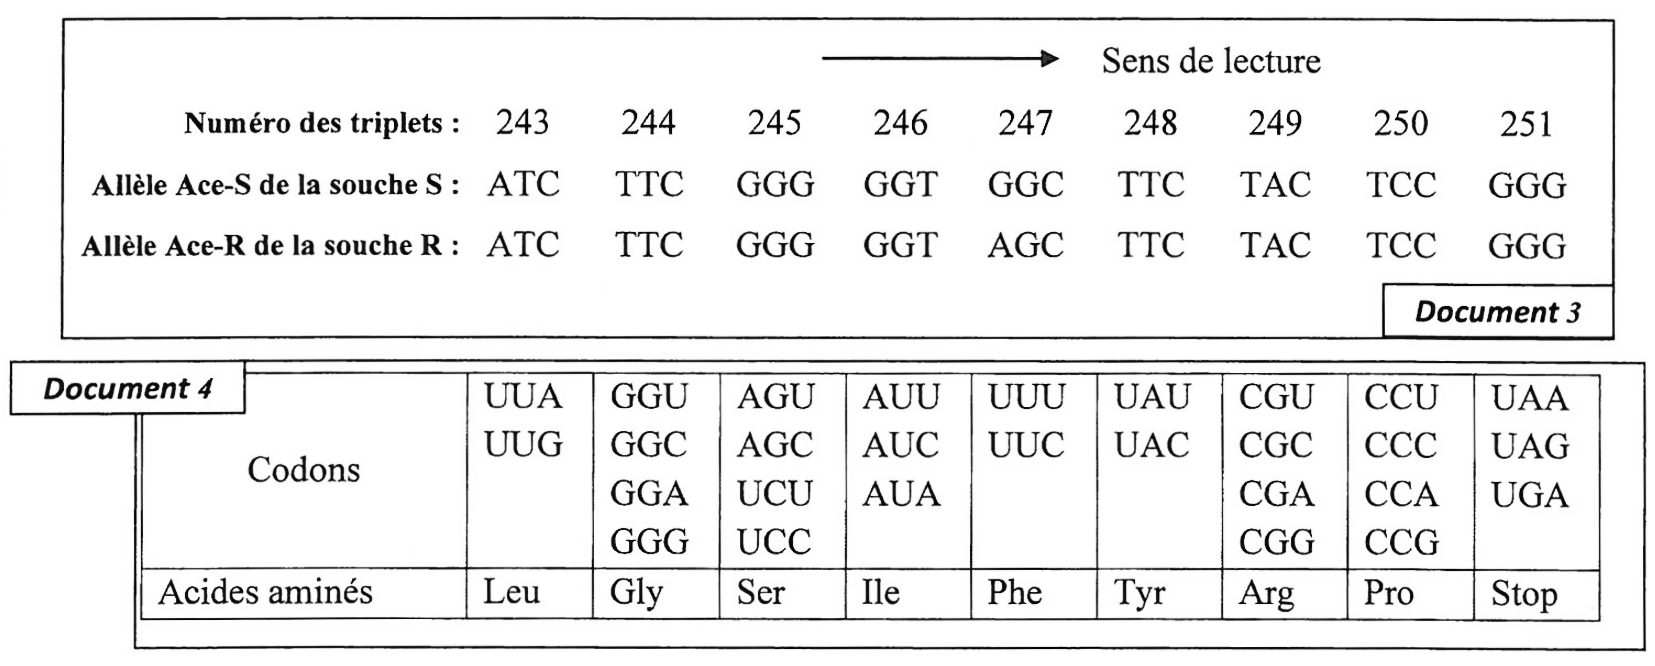 Sens de lecture
Numéro des triplets : 243 244 245 246 247 248 249 250 251
Allèle Ace-S de la souche S : ATC TTC GGG GGT GGC TTC TAC TCC GGG
Allèle Ace-R de la souche R : ATC TTC GGG GGT AGC TTC TAC TCC GGG
Document 3
Document 4
Codons
UUA GGU AGU AUU UUU UAU CGU CCU UAA
UUG GGC AGC AUC UUC UAC CGC CCC UAG
GGA UCU AUA CGA CCA UGA
GGG UCC CGG CCG
Acides aminés Leu Gly Ser Ile Phe Tyr Arg Pro Stop